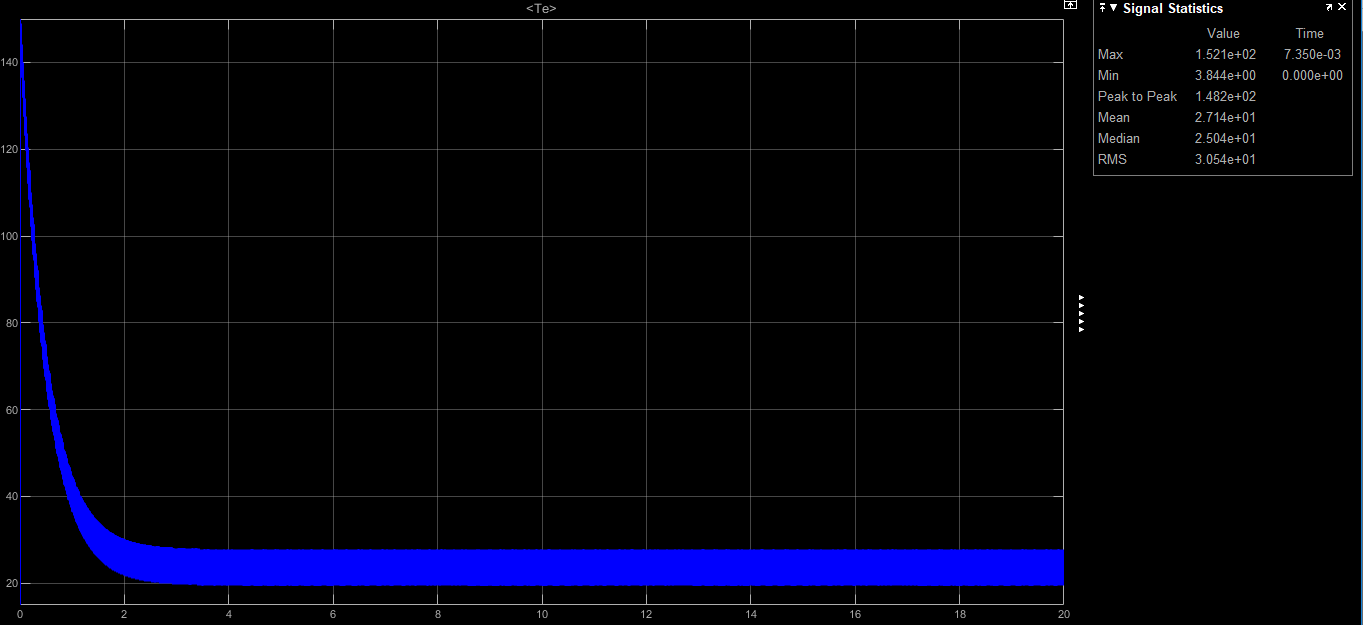 <Te>
140
120
100
80
60
40
20
0 2 4 6 8 10 12 14 16 18 20
Signal Statistics
Value Time
Max 1.521e+02 7.350e-03
Min 3.844e+00 0.000e+00
Peak to Peak 1.482e+02
Mean 2.714e+01
Median 2.504e+01
RMS 3.054e+01